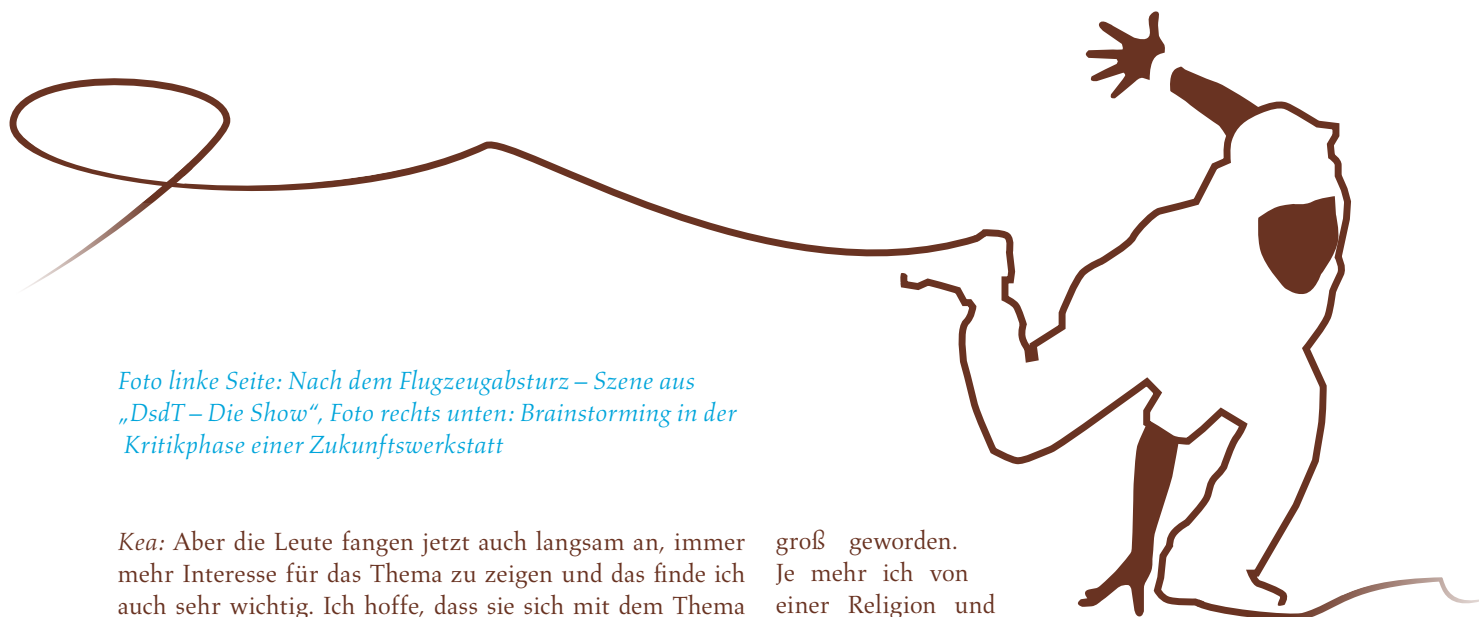 Foto linke Seite: Nach dem Flugzeugabsturz – Szene aus
„DsdT – Die Show“, Foto rechts unten: Brainstorming in der
Kritikphase einer Zukunftswerkstatt
Kea: Aber die Leute fangen jetzt auch langsam an, immer
mehr Interesse für das Thema zu zeigen und das finde ich
auch sehr wichtig. Ich hoffe, dass sie sich mit dem Thema
groß geworden.
Je mehr ich von
einer Religion und